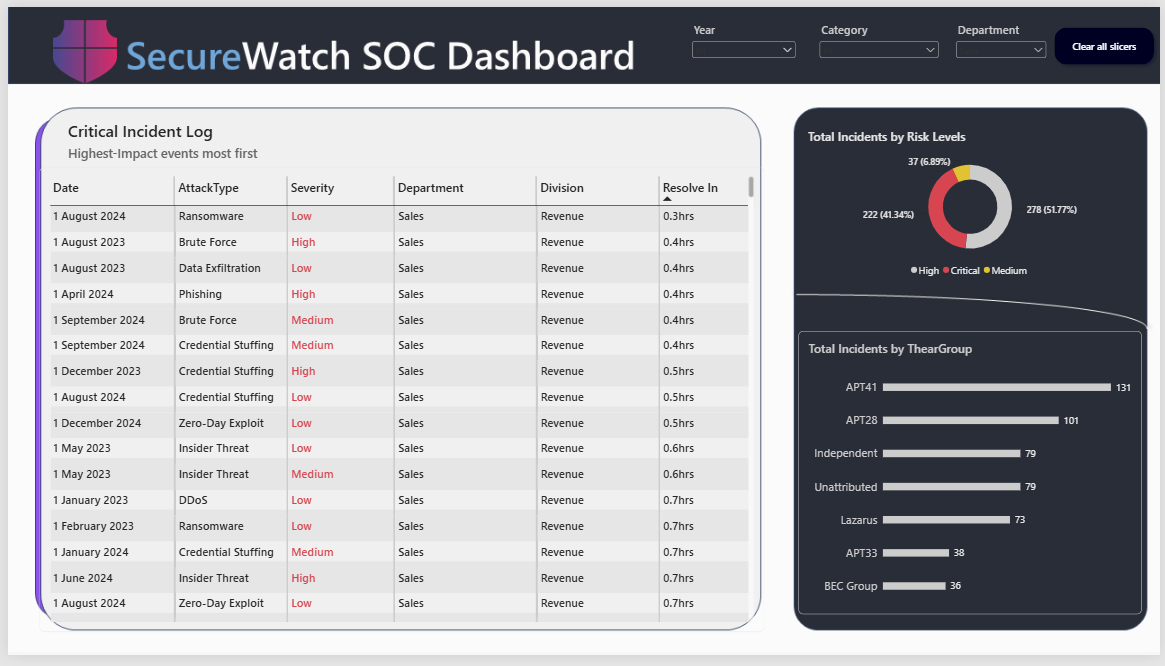 SecureWatch SOC Dashboard
Year
Category
Department
Clear all slicers
Critical Incident Log
Highest-Impact events most first
Date AttackType Severity Department Division Resolve In
1 August 2024 Ransomware Low Sales Revenue 0.3hrs
1 August 2023 Brute Force High Sales Revenue 0.4hrs
1 August 2023 Data Exfiltration Low Sales Revenue 0.4hrs
1 April 2024 Phishing High Sales Revenue 0.4hrs
1 September 2024 Brute Force Medium Sales Revenue 0.4hrs
1 September 2024 Credential Stuffing Medium Sales Revenue 0.4hrs
1 December 2023 Credential Stuffing High Sales Revenue 0.5hrs
1 August 2024 Credential Stuffing Low Sales Revenue 0.5hrs
1 December 2024 Zero-Day Exploit Low Sales Revenue 0.5hrs
1 May 2023 Insider Threat Low Sales Revenue 0.6hrs
1 May 2023 Insider Threat Medium Sales Revenue 0.6hrs
1 January 2023 DDoS Low Sales Revenue 0.7hrs
1 February 2023 Ransomware Low Sales Revenue 0.7hrs
1 January 2024 Credential Stuffing Medium Sales Revenue 0.7hrs
1 June 2024 Insider Threat High Sales Revenue 0.7hrs
1 August 2024 Zero-Day Exploit Low Sales Revenue 0.7hrs
Total Incidents by Risk Levels
37 (6.89%)
222 (41.34%)
278 (51.77%)
High Critical Medium
Total Incidents by ThearGroup
APT41 131
APT28 101
Independent 79
Unattributed 79
Lazarus 73
APT33 38
BEC Group 36